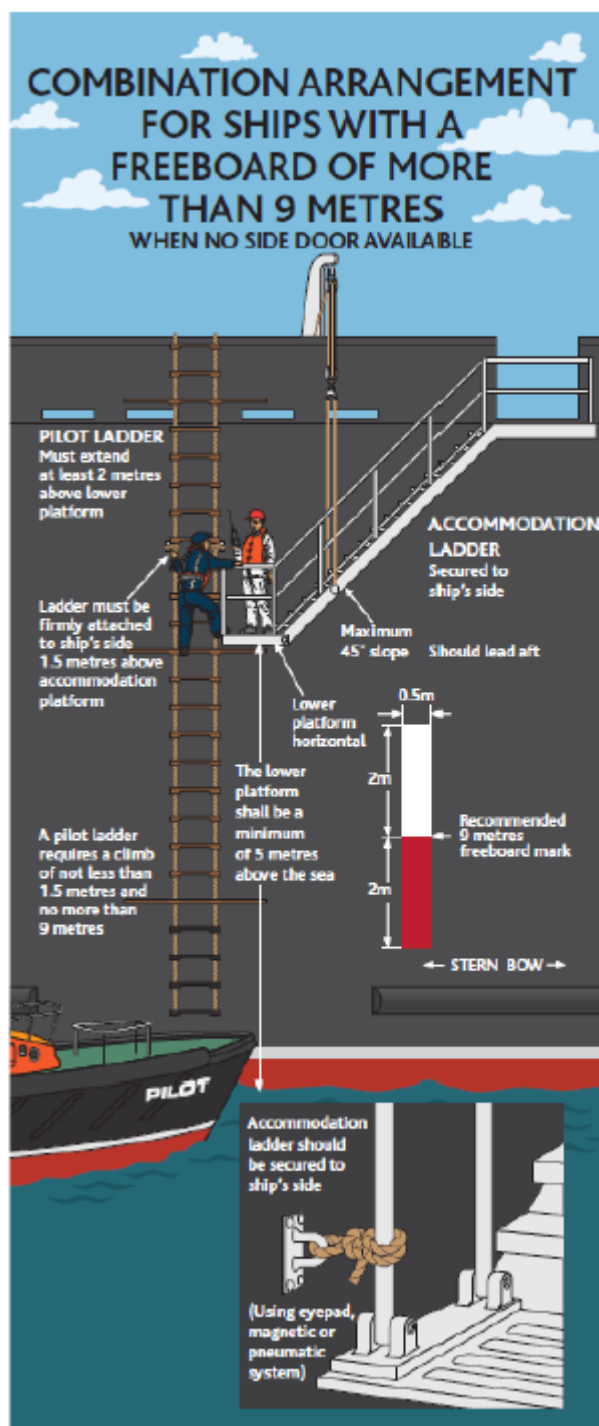 COMBINATION ARRANGEMENT
FOR SHIPS WITH A
FREEBOARD OF MORE
THAN 9 METRES
WHEN NO SIDE DOOR AVAILABLE
PILOT LADDER
Must extend
at least 2 metres
above lower
platform
ACCOMMODATION
LADDER
Secured to
ship's side
Ladder must be
firmly attached
to ship's side
1.5 metres above
accommodation
platform
Maximum
45° slope
Should lead aft
Lower
platform
horizontal
0.5m
2m
The lower
platform
shall be a
minimum
of 5 metres
above the sea
Recommended
9 metres
freeboard mark
A pilot ladder
requires a climb
of not less than
1.5 metres and
no more than
9 metres
2m
STERN BOW
PILOT
Accommodation
ladder should
be secured to
ship's side
(Using eyepad,
magnetic or
pneumatic
system)